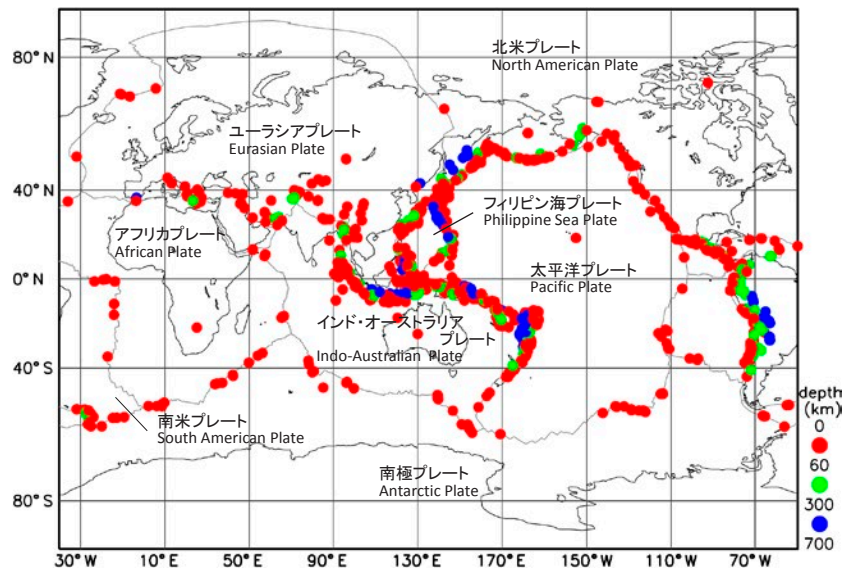 北米プレート
North American Plate
80°N
ユーラシアプレート
Eurasian Plate
40°N
フィリピン海プレート
Philippine Sea Plate
アフリカプレート
African Plate
太平洋プレート
Pacific Plate
0°N
インド・オーストラリア
プレート
Indo-Australian Plate
40°S
南米プレート
South American Plate
南極プレート
Antarctic Plate
80°S
depth
(km)
0
60
300
700
30°W
10°E
50°E
90°E
130°E
170°E
150°W
110°W
70°W